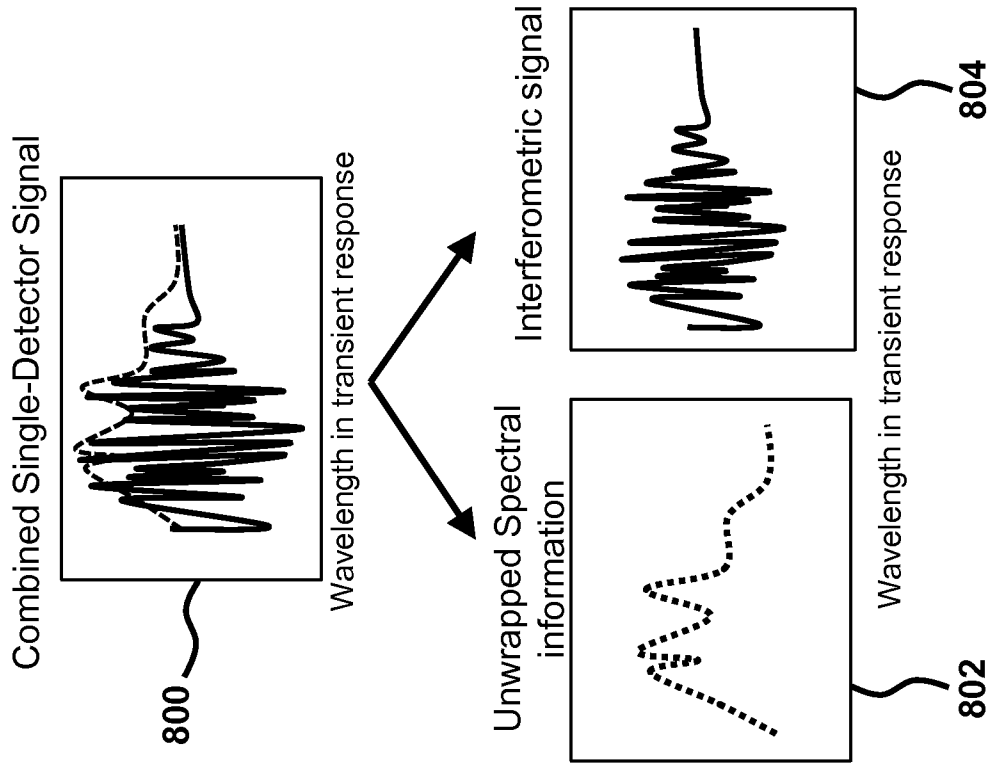 Combined Single-Detector Signal
800
Wavelength in transient response
Unwrapped Spectral
information
802
Interferometric signal
804
Wavelength in transient response